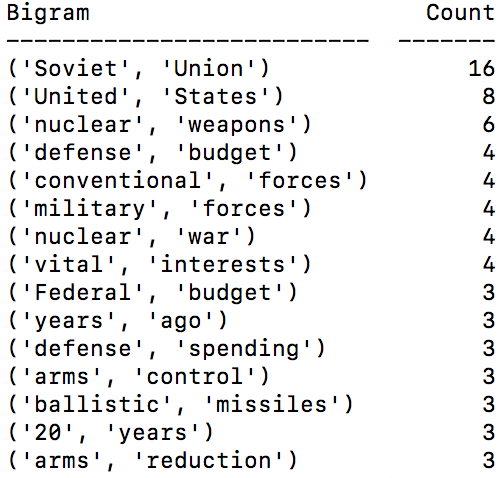 Bigram                      Count
--------------------------  -------
('Soviet', 'Union')              16
('United', 'States')              8
('nuclear', 'weapons')            6
('defense', 'budget')             4
('conventional', 'forces')        4
('military', 'forces')            4
('nuclear', 'war')                4
('vital', 'interests')            4
('Federal', 'budget')             3
('years', 'ago')                  3
('defense', 'spending')           3
('arms', 'control')               3
('ballistic', 'missiles')         3
('20', 'years')                   3
('arms', 'reduction')             3